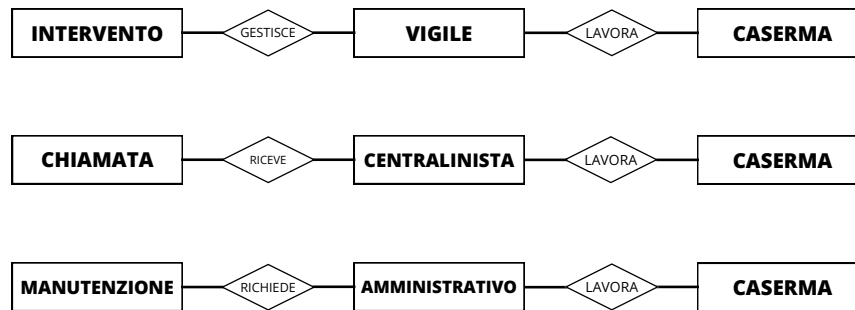 INTERVENTO GESTISCE VIGILE LAVORA CASERMA
CHIAMATA RICEVE CENTRALINISTA LAVORA CASERMA
MANUTENZIONE RICHIEDE AMMINISTRATIVO LAVORA CASERMA